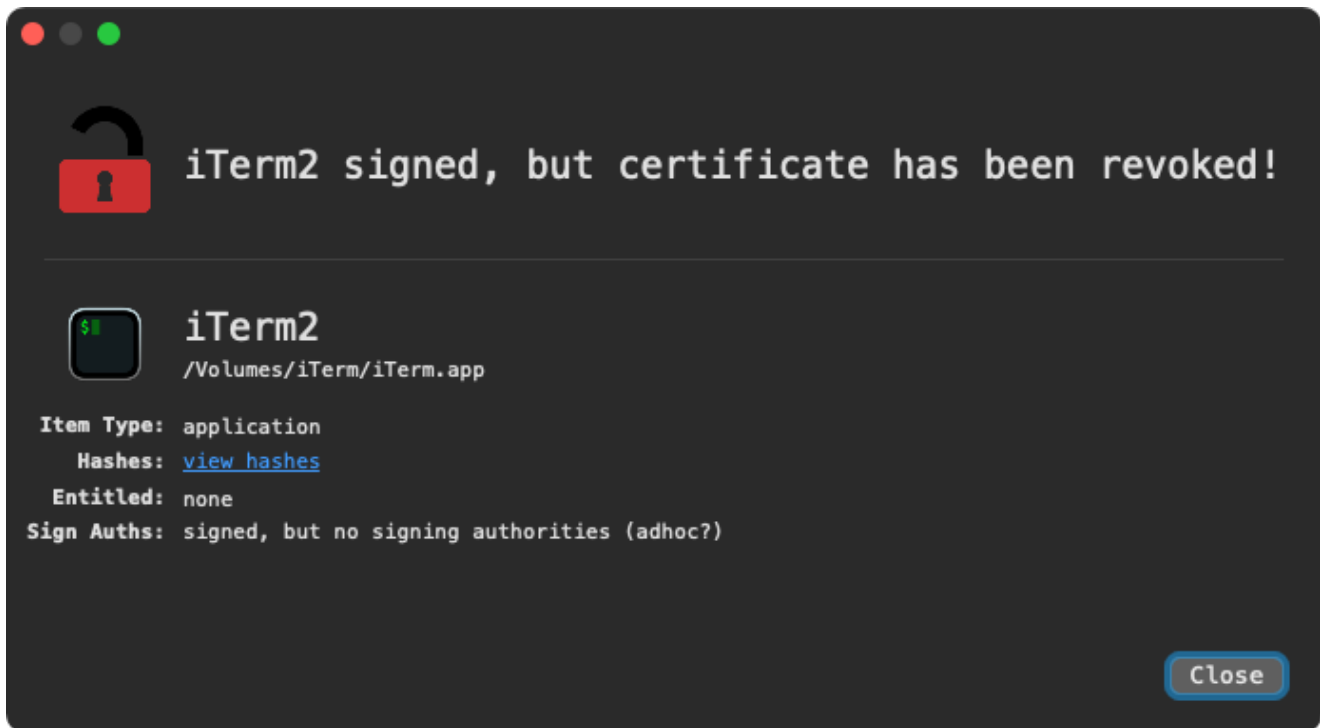 iTerm2 signed, but certificate has been revoked!
$
iTerm2
/Volumes/iTerm/iTerm.app
Item Type: application
Hashes: view hashes
Entitled: none
Sign Auths: signed, but no signing authorities (adhoc?)
Close